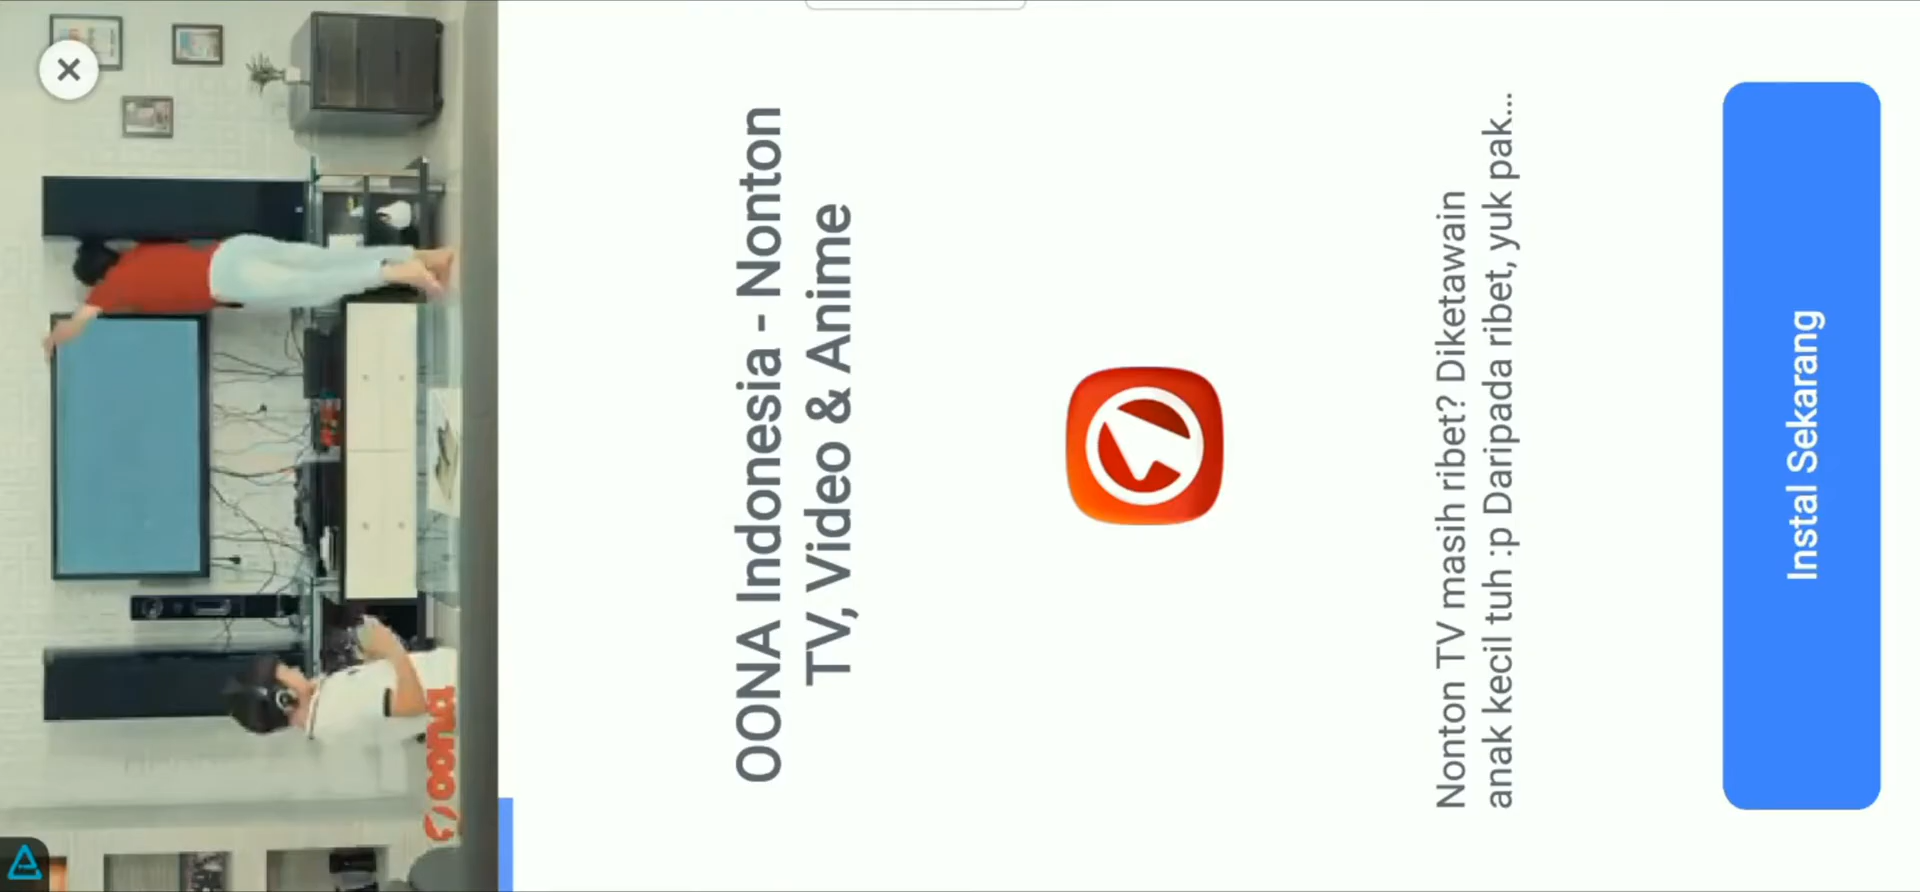 oona
OONA Indonesia - Nonton
TV, Video & Anime
Nonton TV masih ribet? Diketawain
anak kecil tuh :p Daripada ribet, yuk pak...
Instal Sekarang